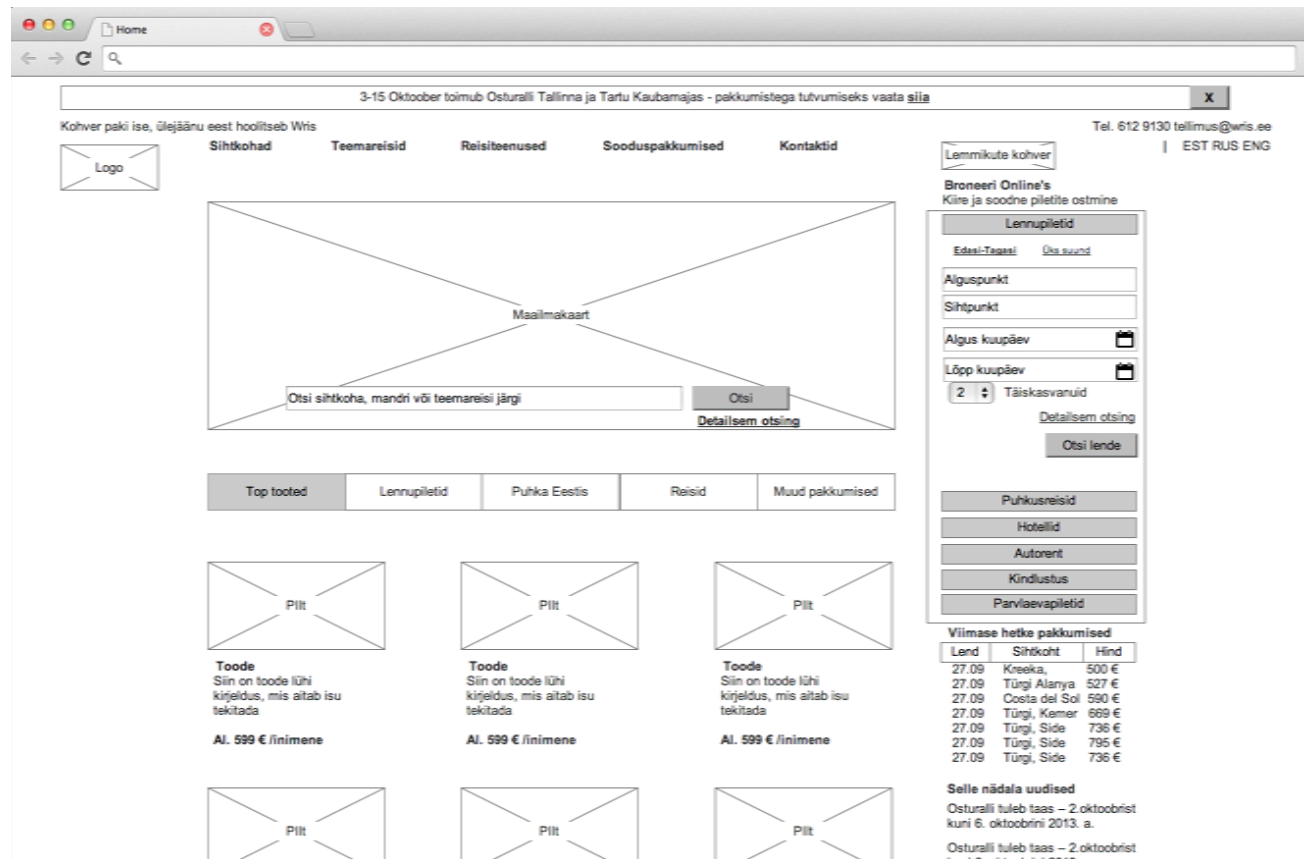 Home
3-15 Oktoober toimub Osturalli Tallinna ja Tartu Kaubamajas - pakkumistega tutvumiseks vaata siia
X
Kohver paki ise, ülejäänu eest hoolitseb Wris
Tel. 612 9130 tellimus@wris.ee
Logo
Sihtkohad
Teemareisid
Reisiteenused
Sooduspakkumised
Kontaktid
Lemmikute kohver
| EST RUS ENG
Maailmakaart
Otsi sihtkoha, mandri või teemareisi järgi
Otsi
Detailsem otsing
Broneeri Online's
Kiire ja soodne piletite ostmine
Lennupiletid
Edasi-Tagasi Üks suund
Alguspunkt
Sihtpunkt
Algus kuupäev
Lõpp kuupäev
2 Täiskasvanuid
Detailsem otsing
Otsi lende
Puhkusreisid
Hotellid
Autorent
Kindlustus
Parvlaevapiletid
Top tooted
Lennupiletid
Puhka Eestis
Reisid
Muud pakkumised
Pilt
Toode
Siin on toode lühi
kirjeldus, mis aitab isu
tekitada
Al. 599 € /inimene
Pilt
Toode
Siin on toode lühi
kirjeldus, mis aitab isu
tekitada
Al. 599 € /inimene
Pilt
Toode
Siin on toode lühi
kirjeldus, mis aitab isu
tekitada
Al. 599 € /inimene
Pilt
Pilt
Pilt
Viimase hetke pakkumised
Lend Sihtkoht Hind
27.09 Kreeka, 500 €
27.09 Türgi Alanya 527 €
27.09 Costa del Sol 590 €
27.09 Türgi, Kemer 669 €
27.09 Türgi, Side 736 €
27.09 Türgi, Side 795 €
27.09 Türgi, Side 736 €
Selle nädala uudised
Osturalli tuleb taas – 2.oktoobrist
kuni 6. oktoobrini 2013. a.
Osturalli tuleb taas – 2.oktoobrist